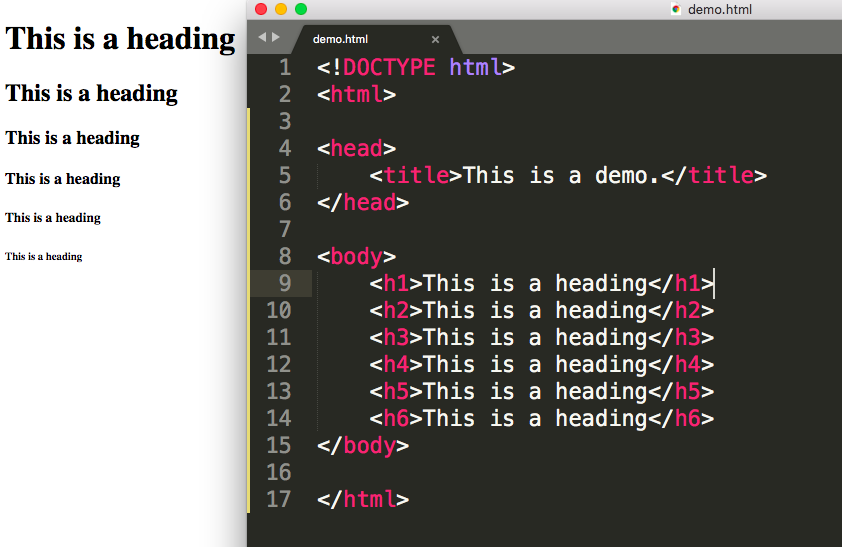 This is a heading
This is a heading
This is a heading
This is a heading
This is a heading
This is a heading
demo.html
demo.html ×
1 <!DOCTYPE html>
2 <html>
3
4 <head>
5     <title>This is a demo.</title>
6 </head>
7
8 <body>
9     <h1>This is a heading</h1>
10     <h2>This is a heading</h2>
11     <h3>This is a heading</h3>
12     <h4>This is a heading</h4>
13     <h5>This is a heading</h5>
14     <h6>This is a heading</h6>
15 </body>
16
17 </html>